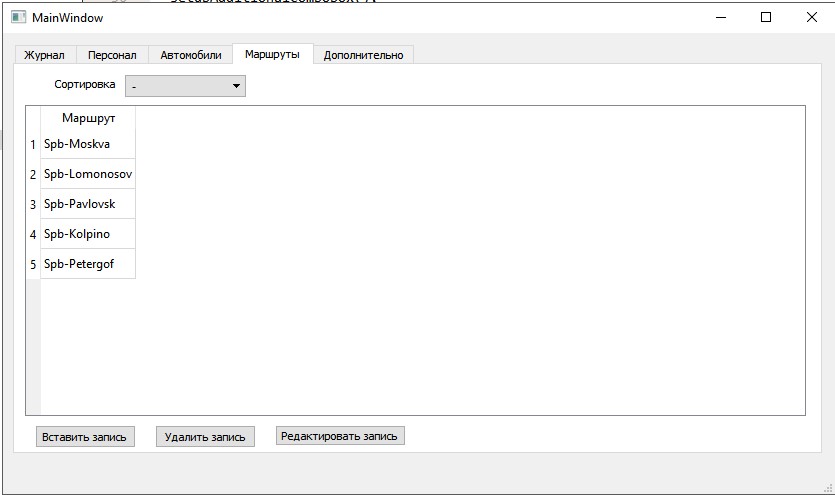 MainWindow
Журнал Персонал Автомобили Маршруты Дополнительно
Сортировка -
Маршрут
1 Spb-Moskva
2 Spb-Lomonosov
3 Spb-Pavlovsk
4 Spb-Kolpino
5 Spb-Petergof
Вставить запись Удалить запись Редактировать запись